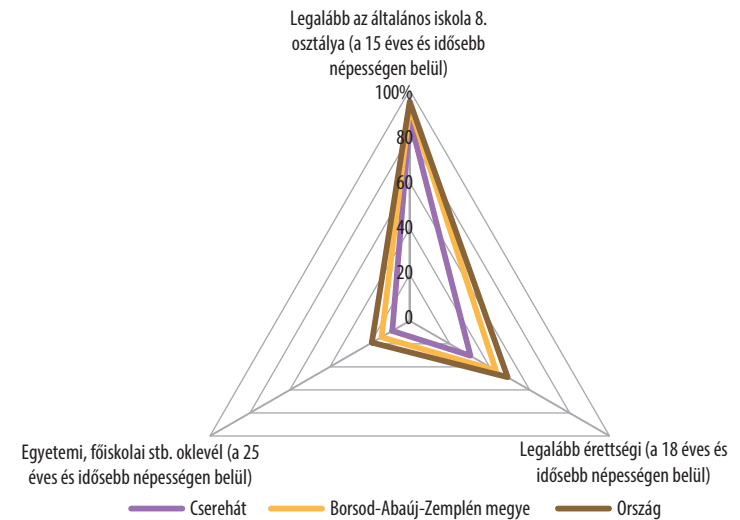 Legalább az általános iskola 8.
osztálya (a 15 éves és idősebb
népességen belül)
100%
80
60
40
20
0
Egyetemi, főiskolai stb. oklevél (a 25
éves és idősebb népességen belül)
Legalább érettségi (a 18 éves és
idősebb népességen belül)
Cserehát
Borsod-Abaúj-Zemplén megye
Ország